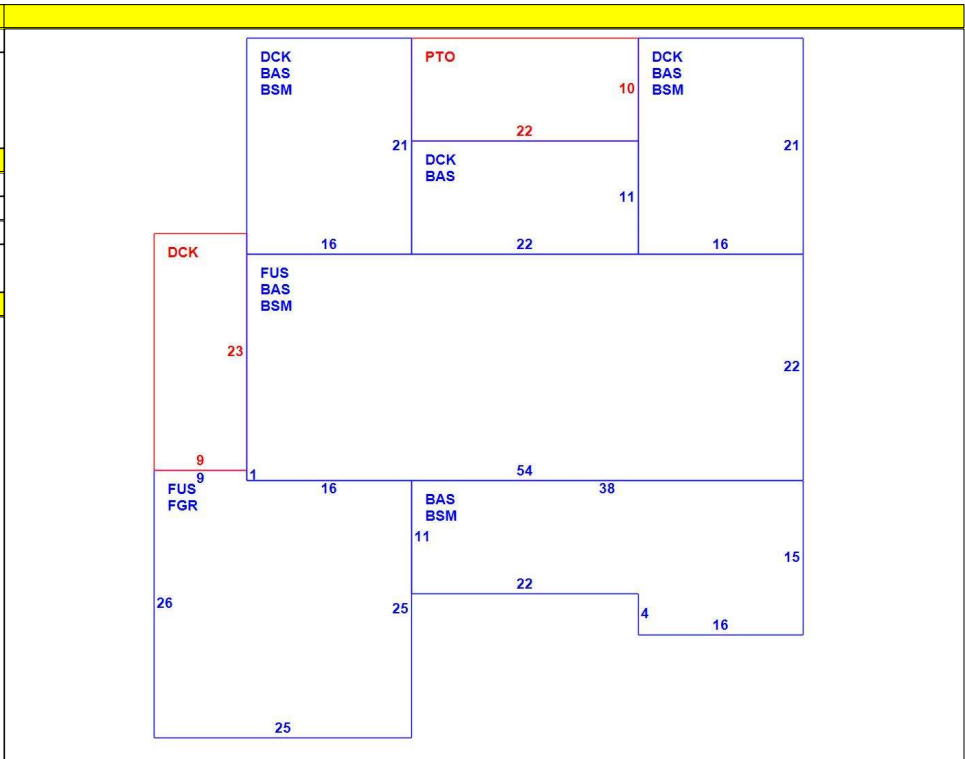 DCK
BAS
BSM
PTO
DCK
BAS
BSM
10
22
21
21
DCK
BAS
11
16
22
16
DCK
FUS
BAS
BSM
23
22
9
54
9
1
16
38
FUS
FGR
BAS
BSM
11
15
22
26
25
4
16
25